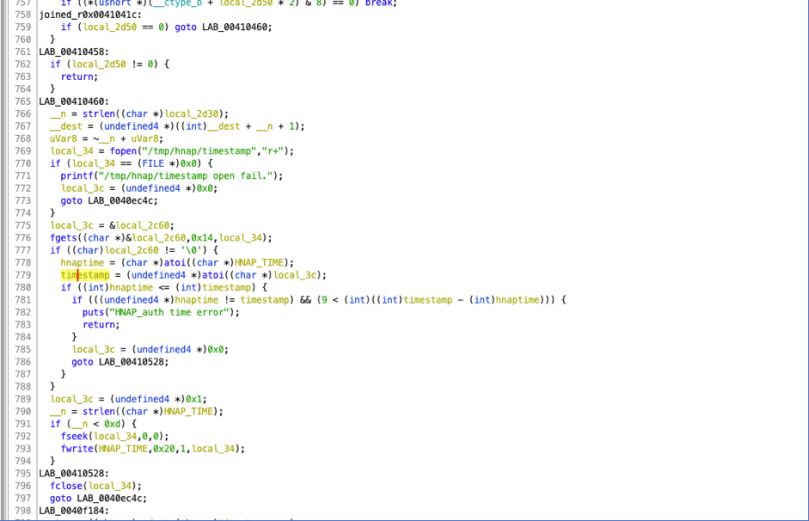 757 if ((*(ushort *)(__ctype_b + local_2d50 * 2) & 8) == 0) break;
758 joined_r0x0041041c:
759 if (local_2d50 == 0) goto LAB_00410460;
760 }
761 LAB_00410458:
762 if (local_2d50 != 0) {
763 return;
764 }
765 LAB_00410460:
766 __n = strlen((char *)local_2d30);
767 __dest = (undefined4 *)((int)__dest + __n + 1);
768 uVar8 = ~__n + uVar8;
769 local_34 = fopen("/tmp/hnap/timestamp","r+");
770 if (local_34 == (FILE *)0x0) {
771 printf("/tmp/hnap/timestamp open fail.");
772 local_3c = (undefined4 *)0x0;
773 goto LAB_0040ec4c;
774 }
775 local_3c = &local_2c60;
776 fgets((char *)&local_2c60,0x14,local_34);
777 if ((char)local_2c60 != '\0') {
778 hnaptime = (char *)atoi((char *)HNAP_TIME);
779 timestamp = (undefined4 *)atoi((char *)local_3c);
780 if ((int)hnaptime <= (int)timestamp) {
781 if (((undefined4 *)hnaptime != timestamp) && (9 < (int)((int)timestamp - (int)hnaptime))) {
782 puts("HNAP_auth time error");
783 return;
784 }
785 local_3c = (undefined4 *)0x0;
786 goto LAB_00410528;
787 }
788 }
789 local_3c = (undefined4 *)0x1;
790 __n = strlen((char *)HNAP_TIME);
791 if (__n < 0xd) {
792 fseek(local_34,0,0);
793 fwrite(HNAP_TIME,0x20,1,local_34);
794 }
795 LAB_00410528:
796 fclose(local_34);
797 goto LAB_0040ec4c;
798 LAB_0040f184: